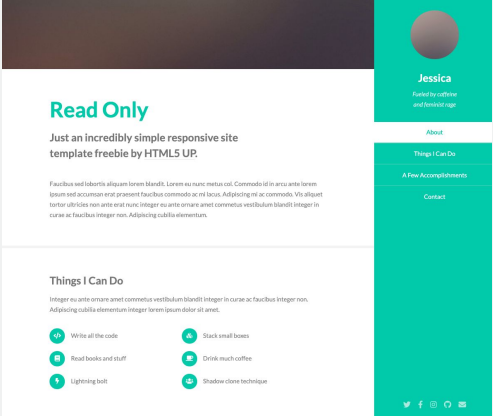 Read Only
Just an incredibly simple responsive site
template freebie by HTML5 UP.
Faucibus sed lobortis aliquam lorem blandit. Lorem eu nunc metus col. Commodo id in arcu ante lorem
ipsum sed accumsan erat praesent faucibus commodo ac mi lacus. Adipiscing mi ac commodo. Vis aliquet
tortor ultricies non ante erat nunc integer eu ante ornare amet commetus vestibulum blandit integer in
curae ac faucibus integer non. Adipiscing cubilia elementum.
Things I Can Do
Integer eu ante ornare amet commetus vestibulum blandit integer in curae ac faucibus integer non.
Adipiscing cubilia elementum integer lorem ipsum dolor sit amet.
Write all the code
Stack small boxes
Read books and stuff
Drink much coffee
Lightning bolt
Shadow clone technique
Jessica
Fueled by caffeine
and feminist rage
About
Things I Can Do
A Few Accomplishments
Contact